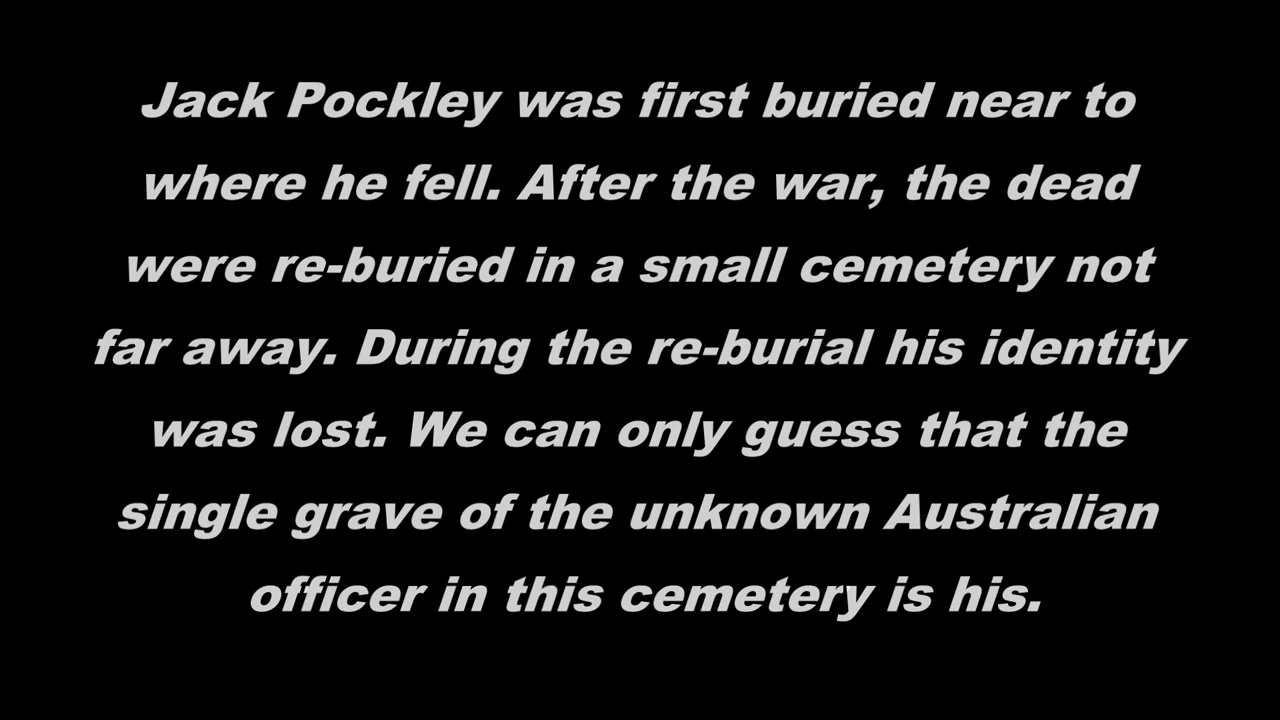 Jack Pockley was first buried near to
where he fell. After the war, the dead
were re-buried in a small cemetery not
far away. During the re-burial his identity
was lost. We can only guess that the
single grave of the unknown Australian
officer in this cemetery is his.